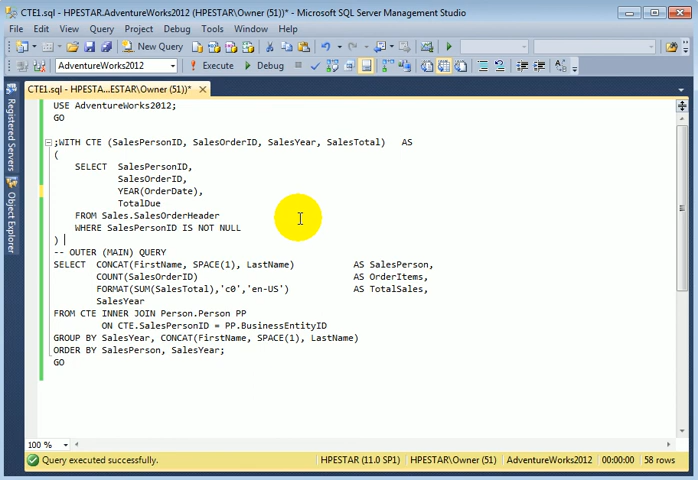 CTE1.sql - HPESTAR.AdventureWorks2012 (HPESTAR\Owner (51))* - Microsoft SQL Server Management Studio
File Edit View Query Project Debug Tools Window Help
New Query
AdventureWorks2012 Execute Debug
CTE1.sql - HPESTA...ESTAR\Owner (51))*
Registered Servers
Object Explorer
USE AdventureWorks2012;
GO
;WITH CTE (SalesPersonID, SalesOrderID, SalesYear, SalesTotal) AS
(
SELECT SalesPersonID,
SalesOrderID,
YEAR(OrderDate),
TotalDue
FROM Sales.SalesOrderHeader
WHERE SalesPersonID IS NOT NULL
)
-- OUTER (MAIN) QUERY
SELECT CONCAT(FirstName, SPACE(1), LastName) AS SalesPerson,
COUNT(SalesOrderID) AS OrderItems,
FORMAT(SUM(SalesTotal),'c0','en-US') AS TotalSales,
SalesYear
FROM CTE INNER JOIN Person.Person PP
ON CTE.SalesPersonID = PP.BusinessEntityID
GROUP BY SalesYear, CONCAT(FirstName, SPACE(1), LastName)
ORDER BY SalesPerson, SalesYear;
GO
100 %
Query executed successfully. HPESTAR (11.0 SP1) HPESTAR\Owner (51) AdventureWorks2012 00:00:00 58 rows